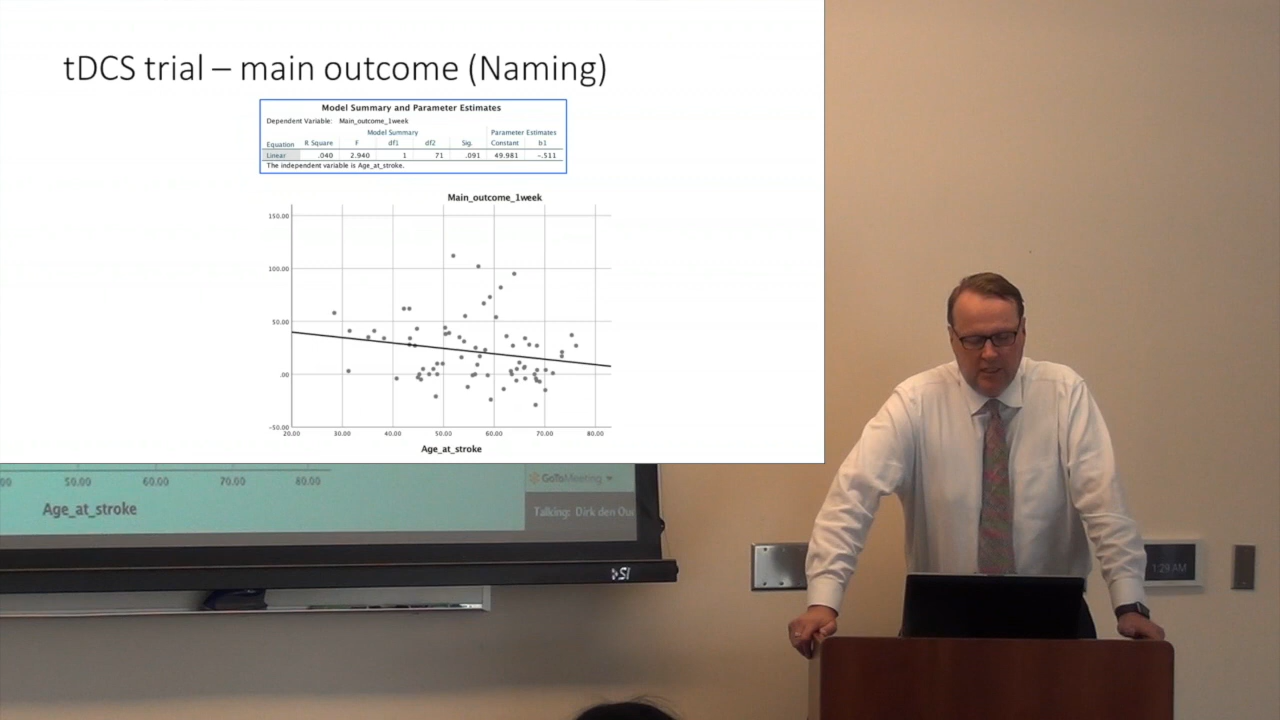 tDCS trial – main outcome (Naming)
Model Summary and Parameter Estimates
Dependent Variable: Main_outcome_1week
Model Summary Parameter Estimates
Equation R Square F df1 df2 Sig. Constant b1
Linear .040 2.940 1 71 .091 49.981 -.511
The independent variable is Age_at_stroke.
Main_outcome_1week
150.00
100.00
50.00
.00
-50.00
20.00 30.00 40.00 50.00 60.00 70.00 80.00
Age_at_stroke
00 50.00 60.00 70.00 80.00
Age_at_stroke
GoToMeeting
Talking: Dirk den Ou
1:29 AM